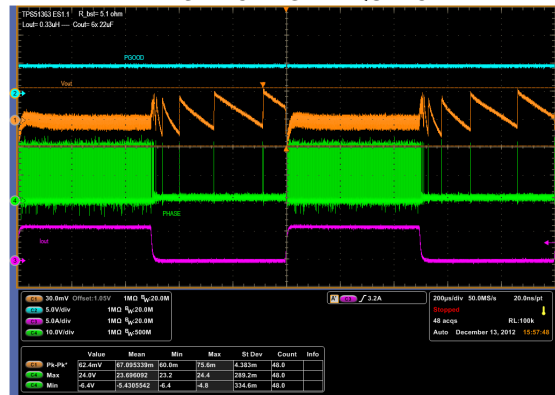 TPS51363 ES1.1 R_bst= 5.1 ohm
Lout= 0.33uH --- Cout= 6x 22uF
PGOOD
Vout
2
1
4
PHASE
Iout
3
C1 30.0mV Offset:1.05V 1MΩ BW:20.0M
C2 5.0V/div 1MΩ BW:20.0M
C3 5.0A/div 1MΩ BW:20.0M
C4 10.0V/div 1MΩ BW:500M
A' C3 3.2A
200µs/div 50.0MS/s 20.0ns/pt
Stopped
48 acqs RL:100k
Auto December 13, 2012 15:57:48
Value Mean Min Max St Dev Count Info
C1 Pk-Pk* 62.4mV 67.095339m 60.0m 75.6m 4.383m 48.0
C4 Max 24.0V 23.696092 23.2 24.4 289.2m 48.0
C4 Min -6.4V -5.4305542 -6.4 -4.8 334.6m 48.0